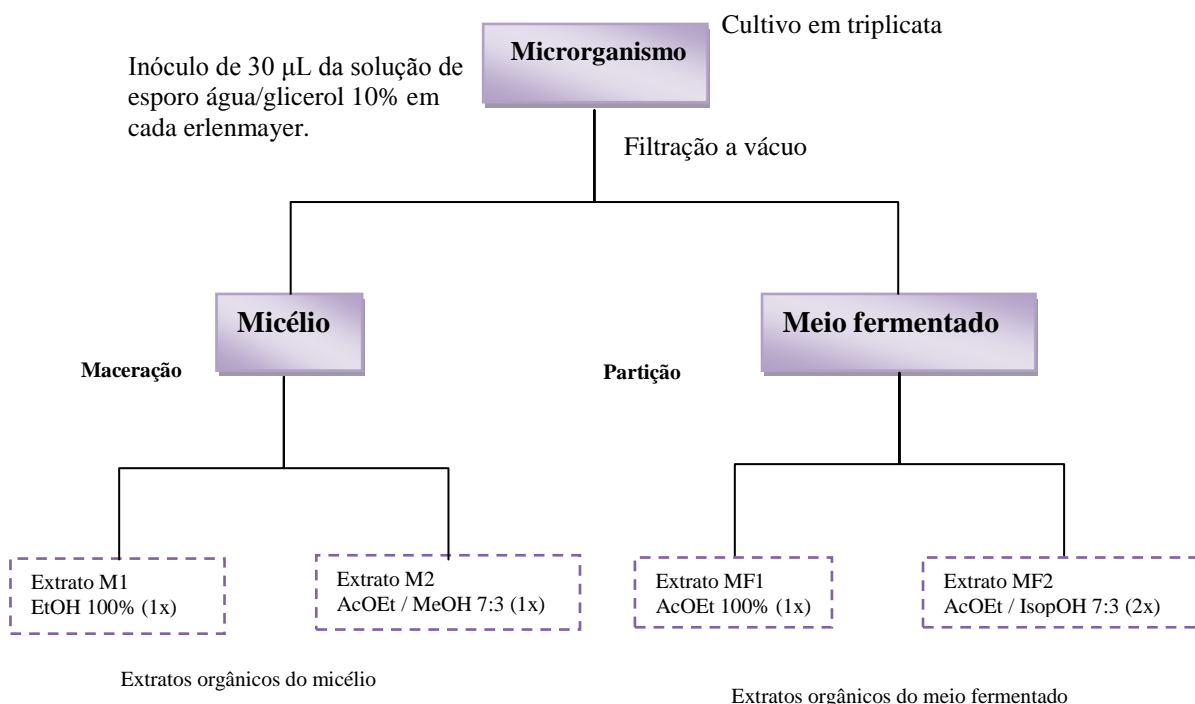 Cultivo em triplicata
Microrganismo
Inóculo de 30 μL da solução de
esporo água/glicerol 10% em
cada erlenmayer.
Filtração a vácuo
Micélio
Meio fermentado
Maceração
Partição
Extrato M1
EtOH 100% (1x)
Extrato M2
AcOEt / MeOH 7:3 (1x)
Extrato MF1
AcOEt 100% (1x)
Extrato MF2
AcOEt / IsopOH 7:3 (2x)
Extratos orgânicos do micélio
Extratos orgânicos do meio fermentado